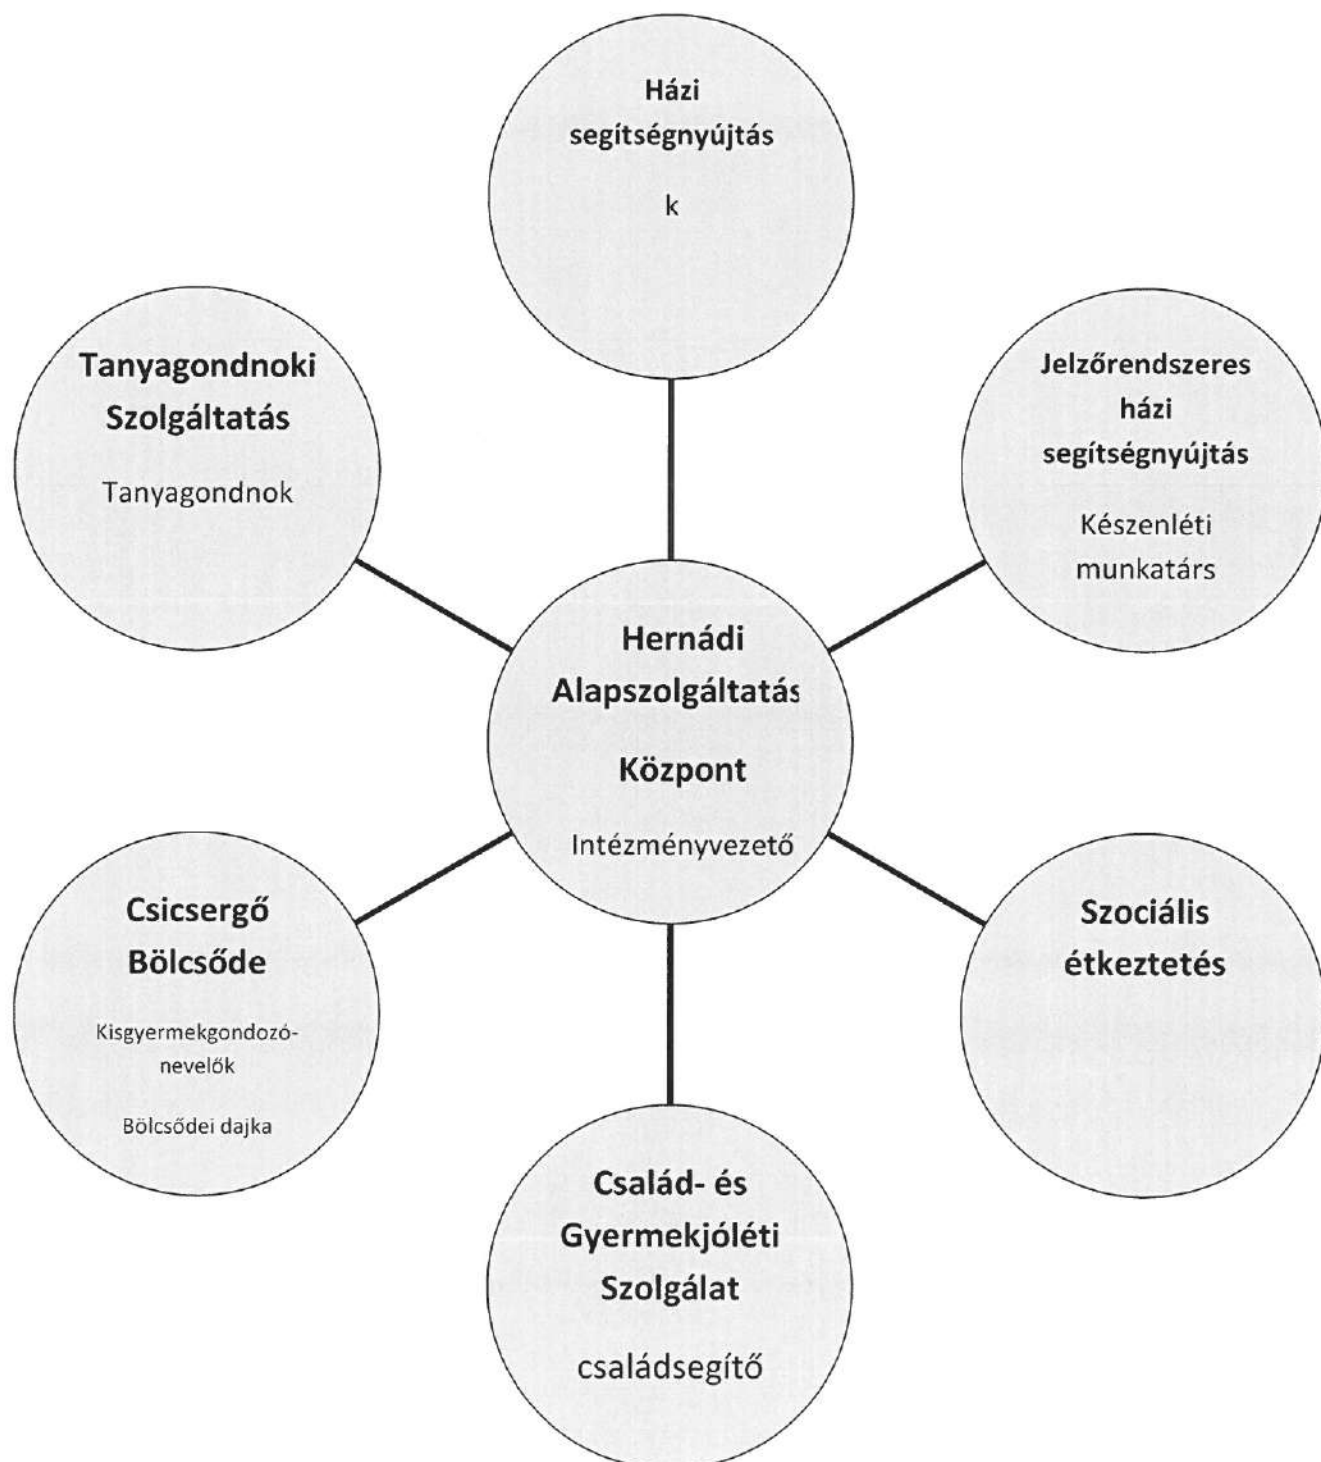 Házi
segítségnyújtás
k
Tanyagondnoki
Szolgáltatás
Tanyagondnok
Jelzőrendszeres
házi
segítségnyújtás
Készenléti
munkatárs
Hernádi
Alapszolgáltatás
Központ
Intézményvezető
Csicsergő
Bölcsőde
Kisgyermekgondozó-
nevelők
Bölcsődei dajka
Szociális
étkeztetés
Család- és
Gyermekjóléti
Szolgálat
családsegítő